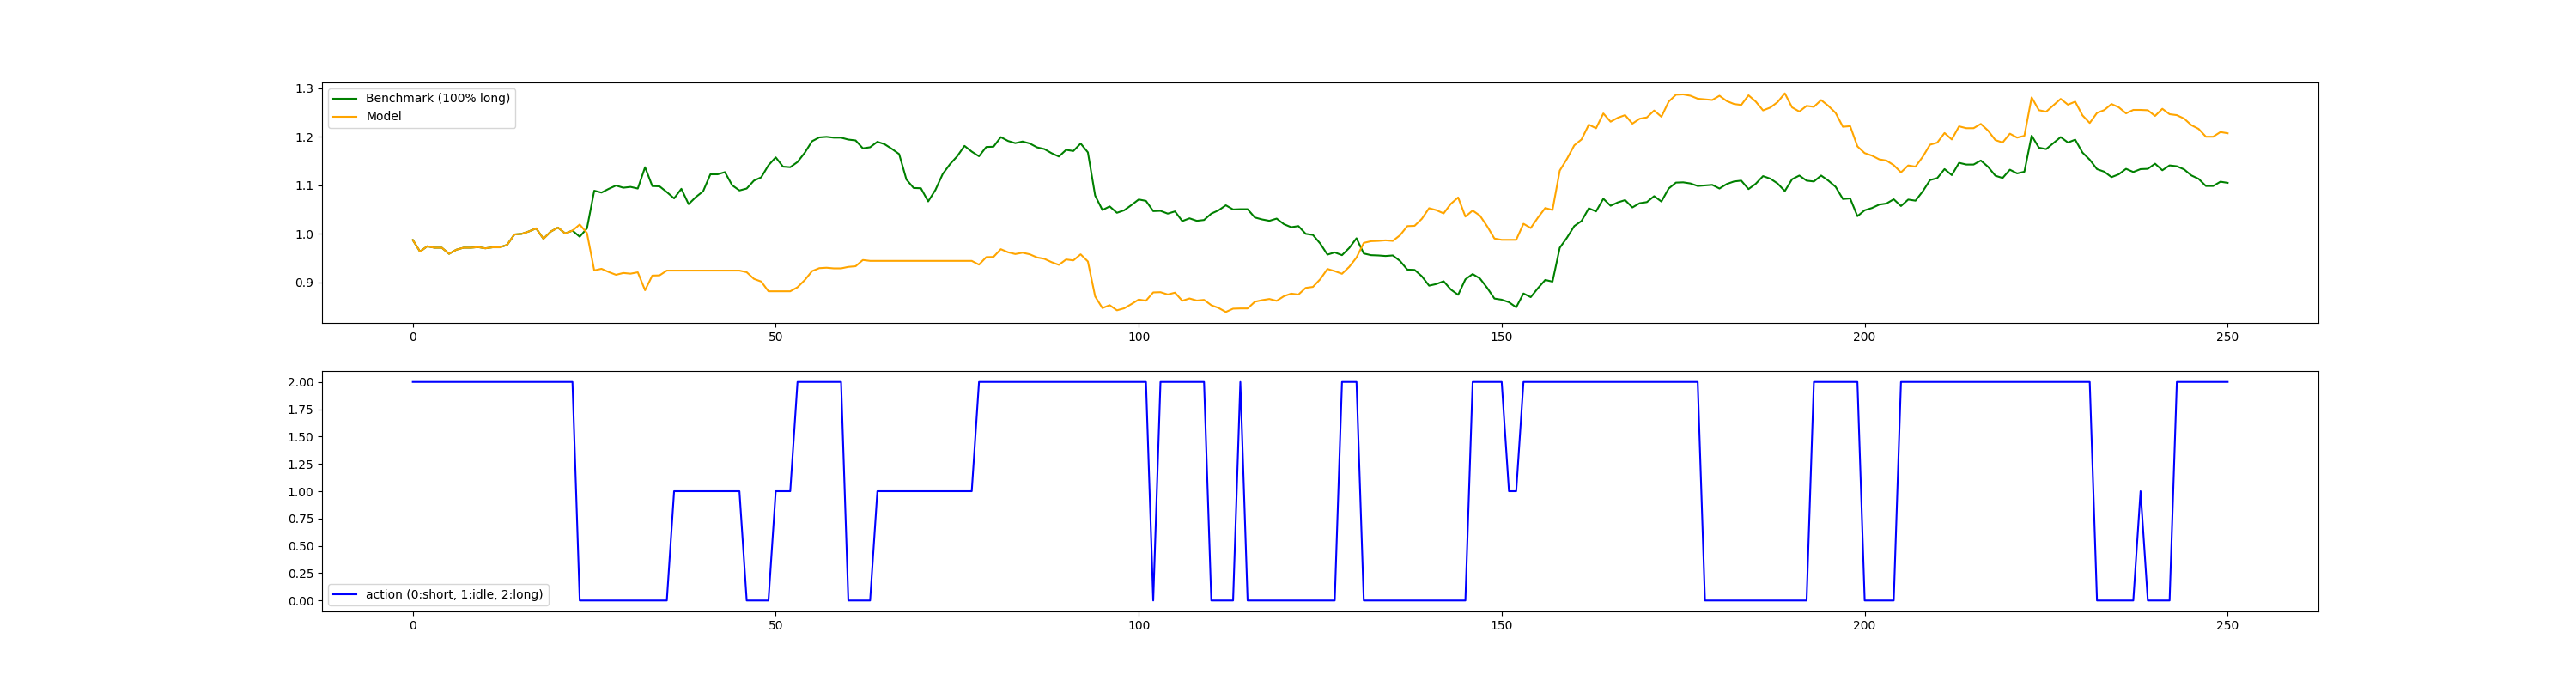 1.3
1.2
1.1
1.0
0.9
Benchmark (100% long)
Model
0 50 100 150 200 250
2.00
1.75
1.50
1.25
1.00
0.75
0.50
0.25
0.00
action (0:short, 1:idle, 2:long)
0 50 100 150 200 250